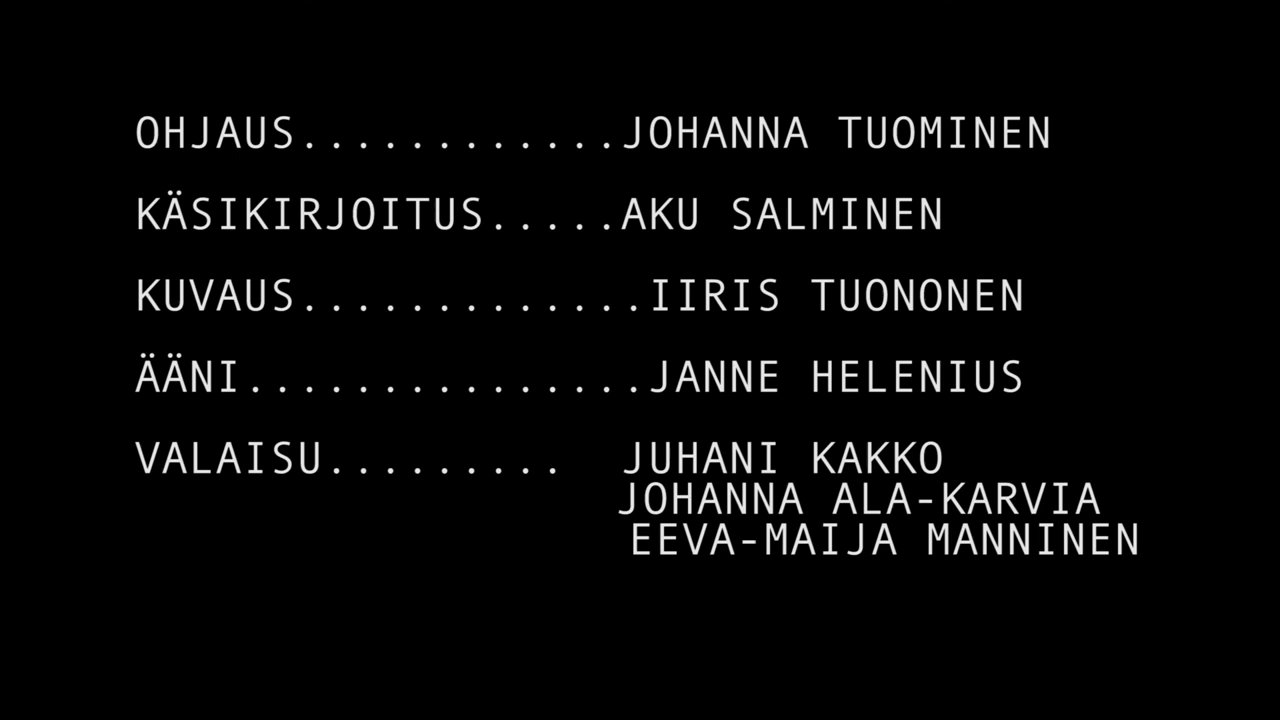 OHJAUS............JOHANNA TUOMINEN
KÄSIKIRJOITUS.....AKU SALMINEN
KUVAUS.............IIRIS TUONONEN
ÄÄNI...............JANNE HELENIUS
VALAISU......... JUHANI KAKKO
JOHANNA ALA-KARVIA
EEVA-MAIJA MANNINEN